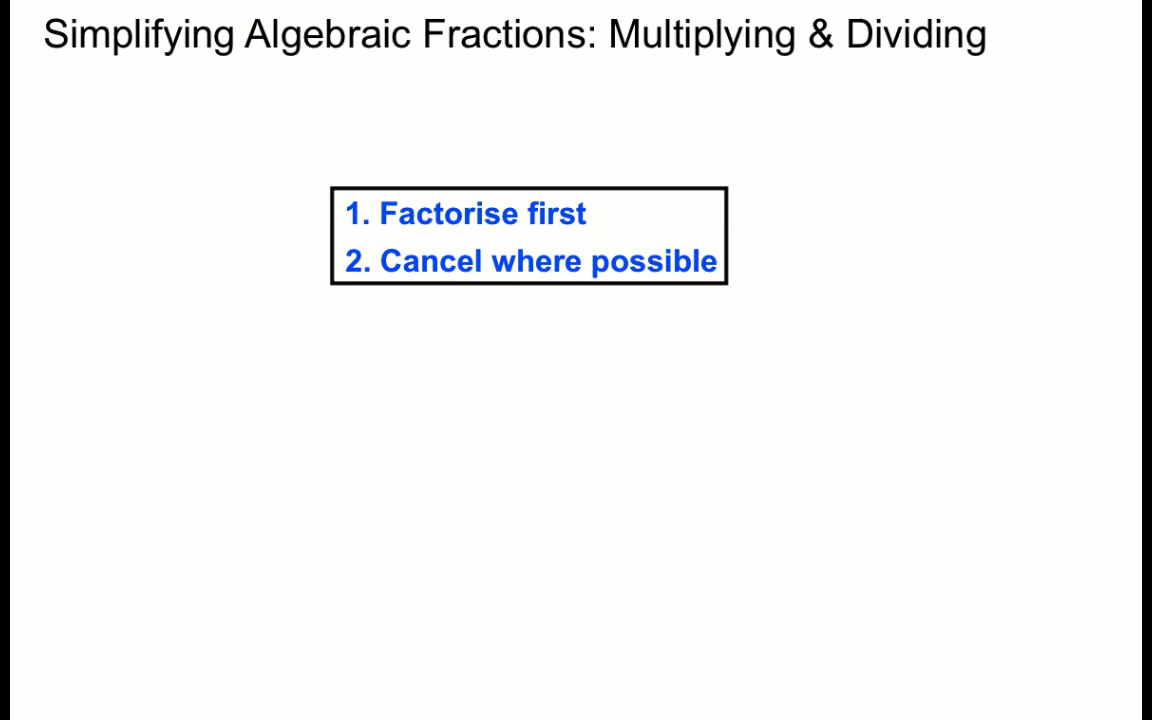 Simplifying Algebraic Fractions: Multiplying & Dividing
1. Factorise first
2. Cancel where possible